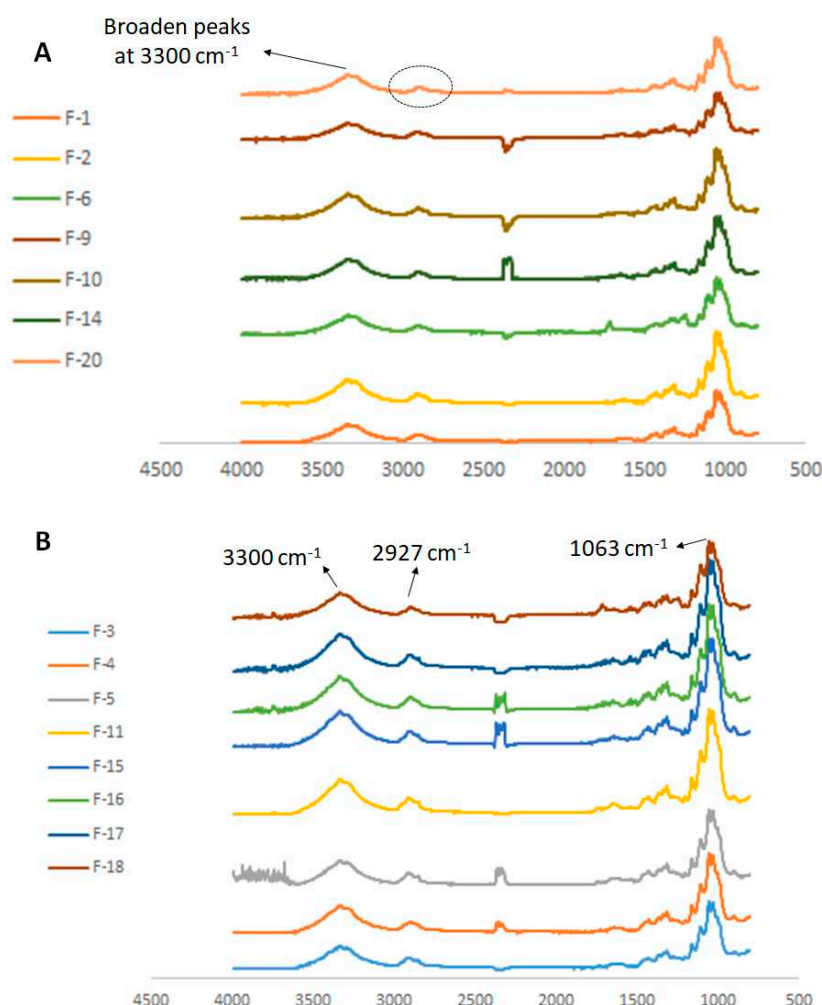 Broaden peaks
at 3300 cm⁻¹
A
F-1
F-2
F-6
F-9
F-10
F-14
F-20
4500 4000 3500 3000 2500 2000 1500 1000 500
B
3300 cm⁻¹ 2927 cm⁻¹ 1063 cm⁻¹
F-3
F-4
F-5
F-11
F-15
F-16
F-17
F-18
4500 4000 3500 3000 2500 2000 1500 1000 500